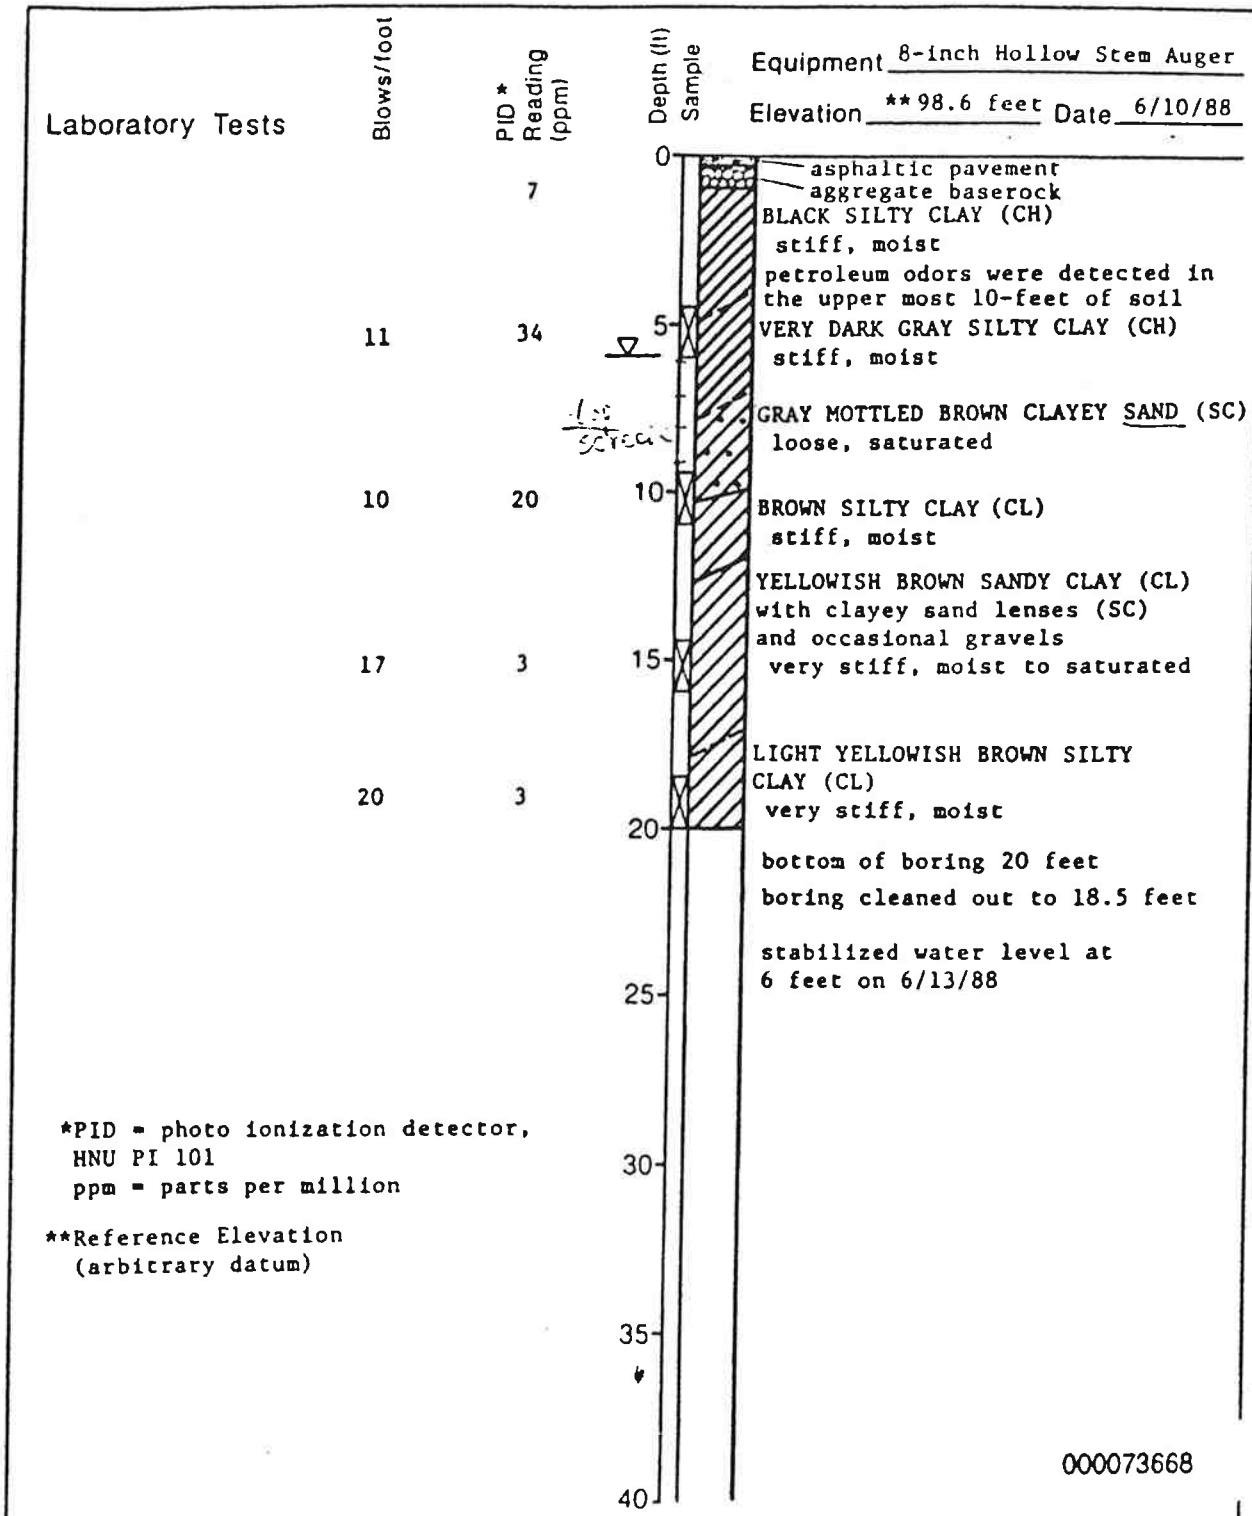 Laboratory Tests
Blows/foot
PID *
Reading
(ppm)
Depth (ft)
Sample
Equipment 8-inch Hollow Stem Auger
Elevation **98.6 feet Date 6/10/88
0
asphaltic pavement
aggregate baserock
7
BLACK SILTY CLAY (CH)
stiff, moist
petroleum odors were detected in
the upper most 10-feet of soil
11 34 5
VERY DARK GRAY SILTY CLAY (CH)
stiff, moist
GRAY MOTTLED BROWN CLAYEY SAND (SC)
loose, saturated
10 20 10
BROWN SILTY CLAY (CL)
stiff, moist
YELLOWISH BROWN SANDY CLAY (CL)
with clayey sand lenses (SC)
and occasional gravels
17 3 15
very stiff, moist to saturated
LIGHT YELLOWISH BROWN SILTY
CLAY (CL)
20 3
very stiff, moist
20
bottom of boring 20 feet
boring cleaned out to 18.5 feet
stabilized water level at
6 feet on 6/13/88
25
*PID = photo ionization detector,
HNU PI 101
ppm = parts per million
30
**Reference Elevation
(arbitrary datum)
35
000073668
40